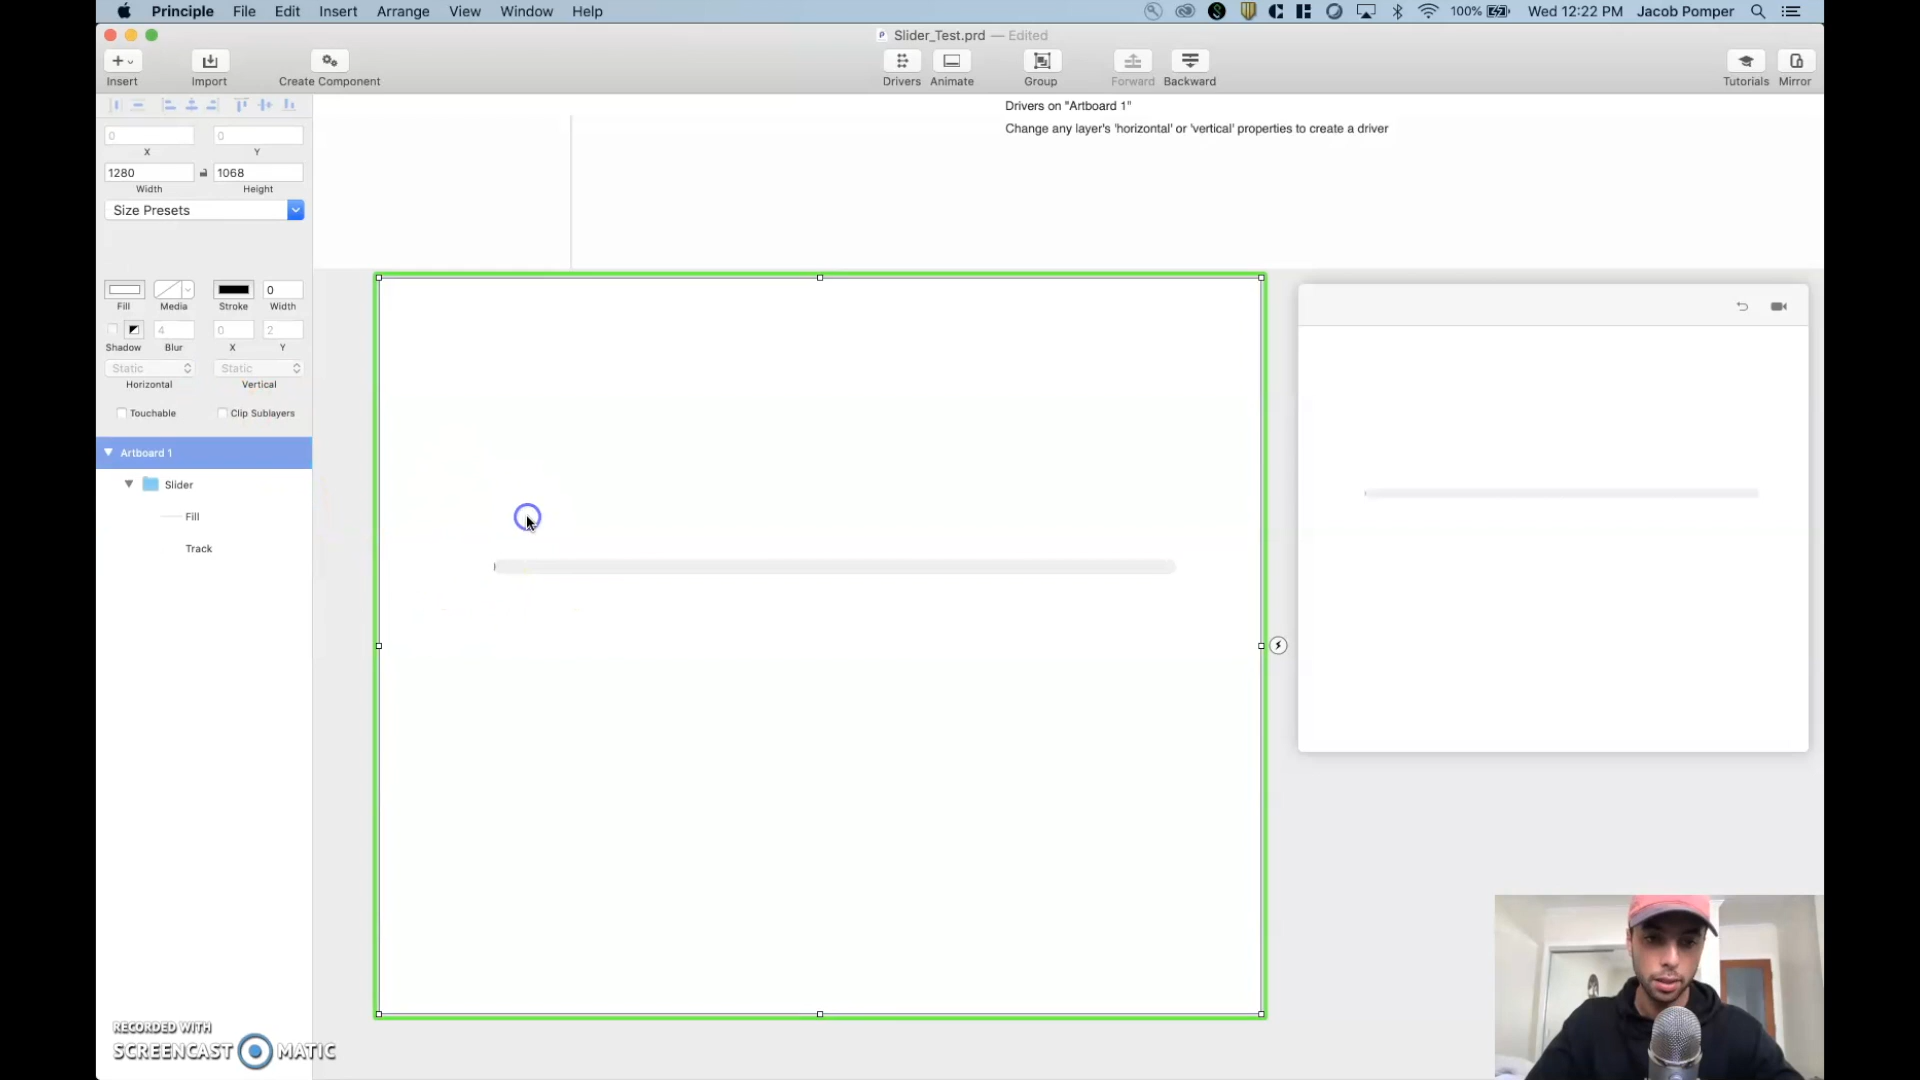 Principle File Edit Insert Arrange View Window Help 100% Wed 12:22 PM Jacob Pomper
Slider_Test.prd — Edited
Insert Import Create Component Drivers Animate Group Forward Backward Tutorials Mirror
0 0
X Y
1280 1068
Width Height
Size Presets
0
Fill Media Stroke Width
4 0 2
Shadow Blur X Y
Static Static
Horizontal Vertical
Touchable Clip Sublayers
Artboard 1
Slider
Fill
Track
Drivers on "Artboard 1"
Change any layer's 'horizontal' or 'vertical' properties to create a driver
RECORDED WITH
SCREENCAST MATIC